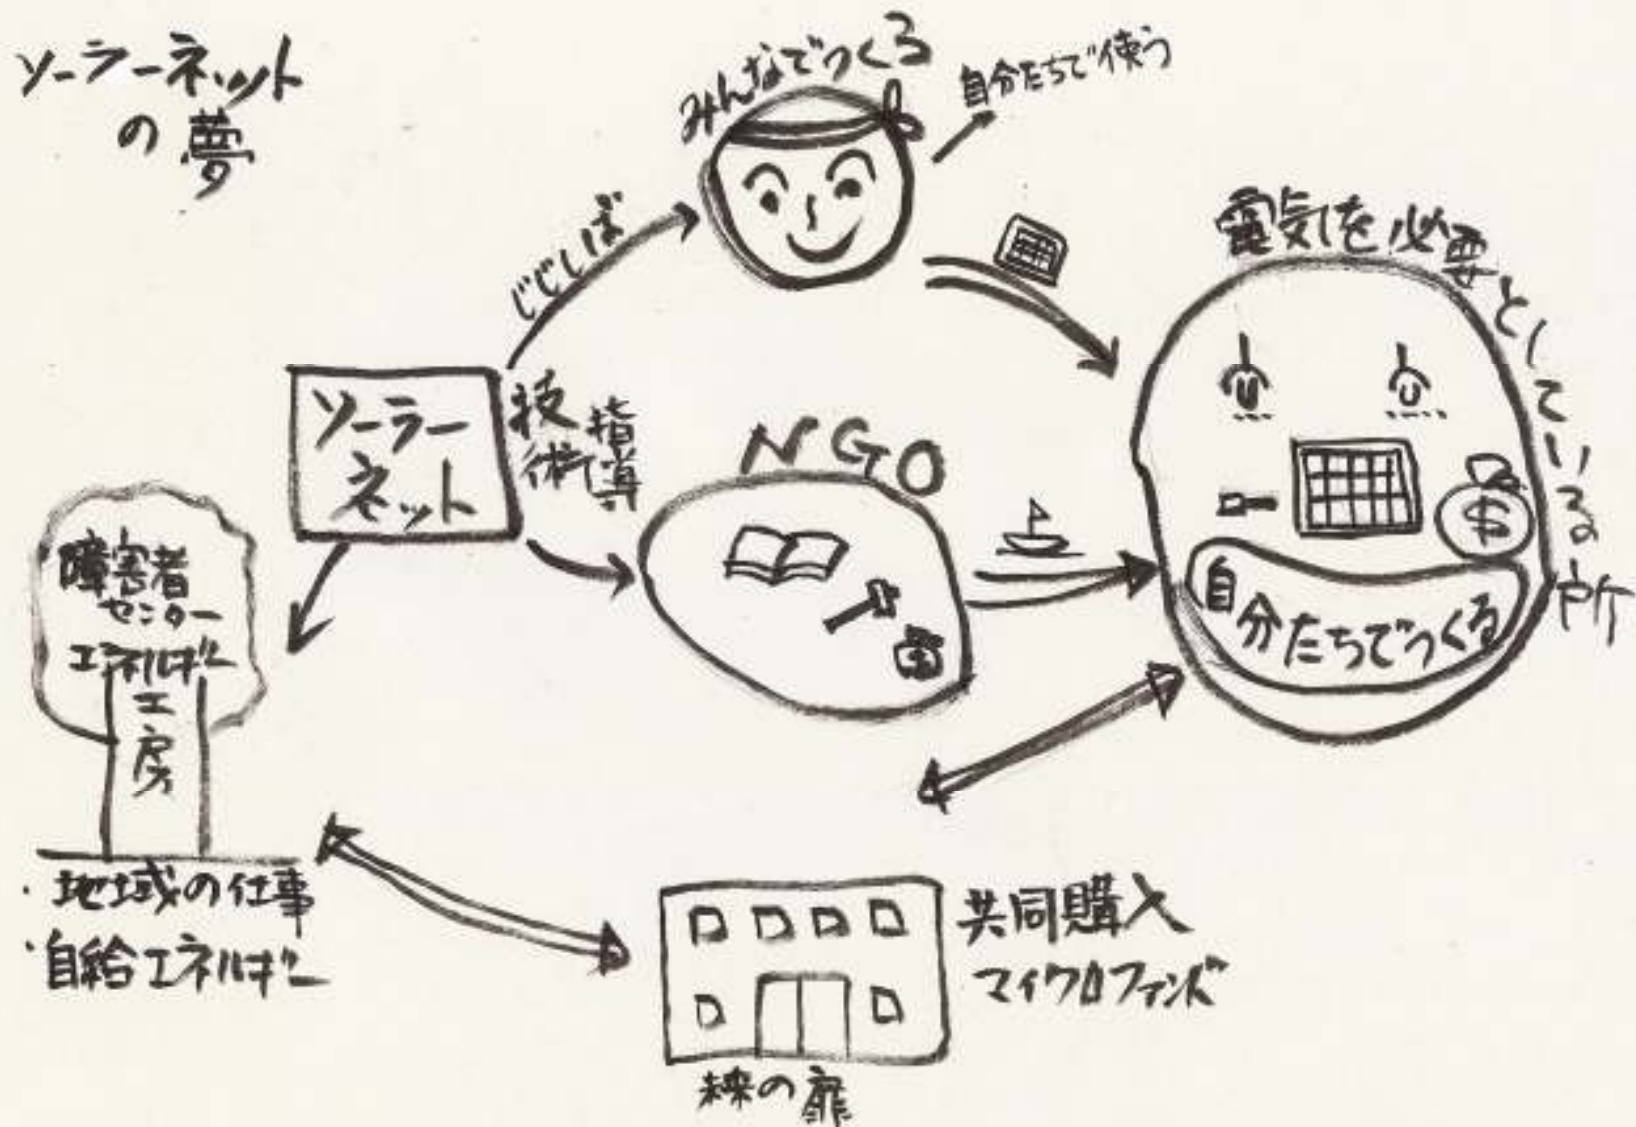 ソーラーネット
の夢
みんなでつくる
自分たちで使う
じじしば
電気を必要としている所
ソーラー
ネット
技術
指導
NGO
$
自分たちでつくる
障害者
センター
エネルギー
工房
・地域の仕事
・自給エネルギー
共同購入
マイクロファンド
未来の扉